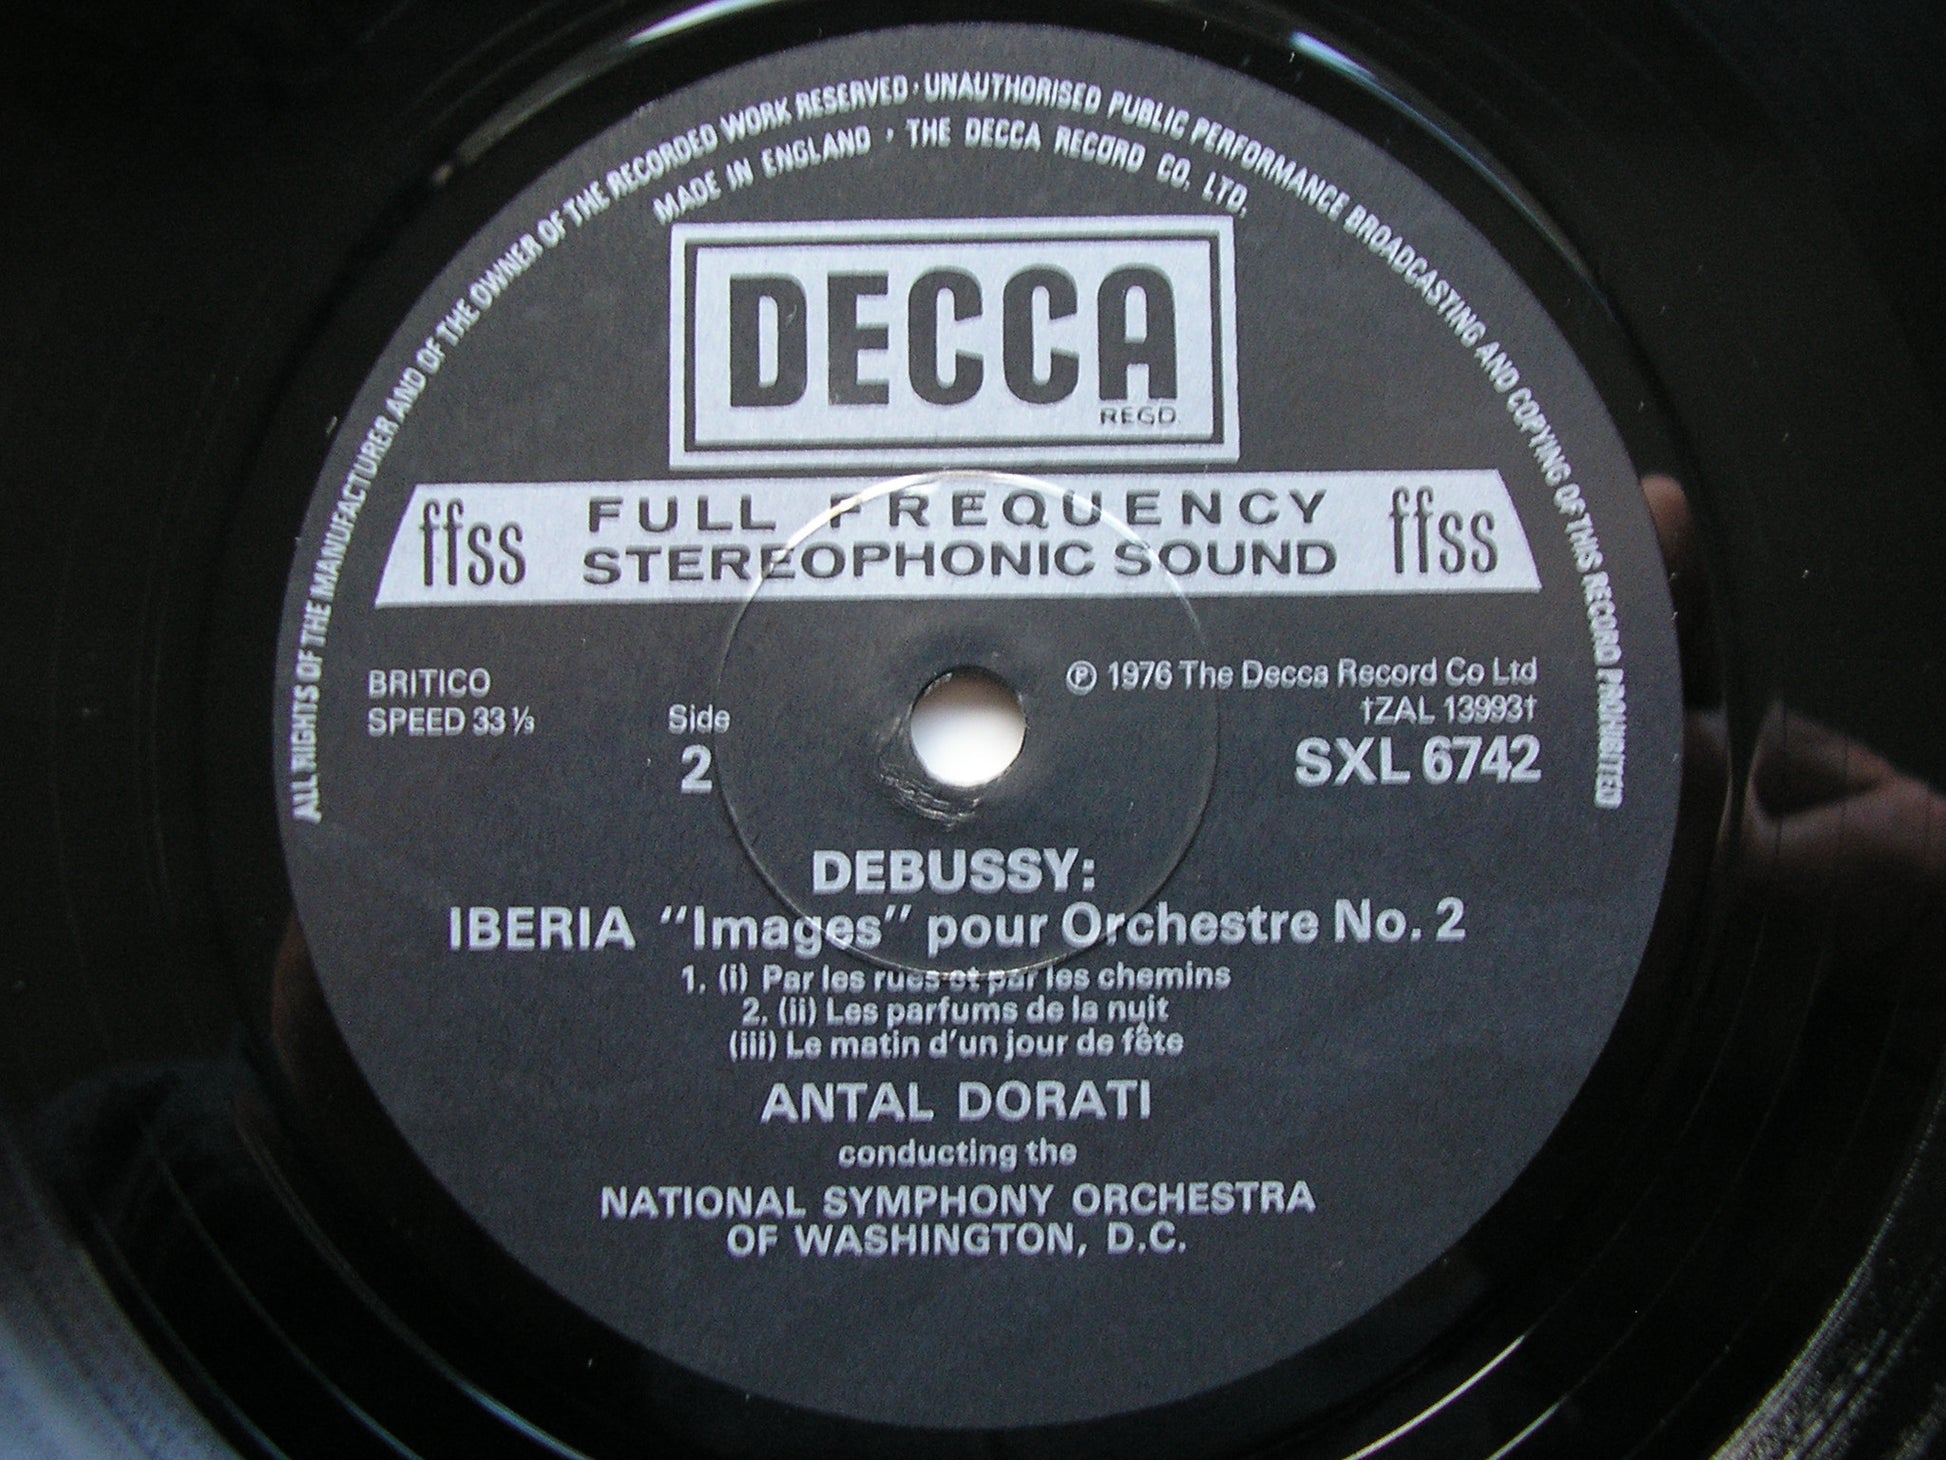 ALL RIGHTS OF THE MANUFACTURER AND OF THE OWNER OF THE RECORDED WORK RESERVED · UNAUTHORISED PUBLIC PERFORMANCE BROADCASTING AND COPYING OF THIS RECORD PROHIBITED
MADE IN ENGLAND · THE DECCA RECORD CO. LTD.
DECCA
REGD.
ffss FULL FREQUENCY ffss
STEREOPHONIC SOUND
BRITICO
SPEED 33⅓
Side
2
Ⓟ 1976 The Decca Record Co Ltd
†ZAL 13993†
SXL 6742
DEBUSSY:
IBERIA "Images" pour Orchestre No. 2
1. (i) Par les rues et par les chemins
2. (ii) Les parfums de la nuit
(iii) Le matin d'un jour de fête
ANTAL DORATI
conducting the
NATIONAL SYMPHONY ORCHESTRA
OF WASHINGTON, D.C.